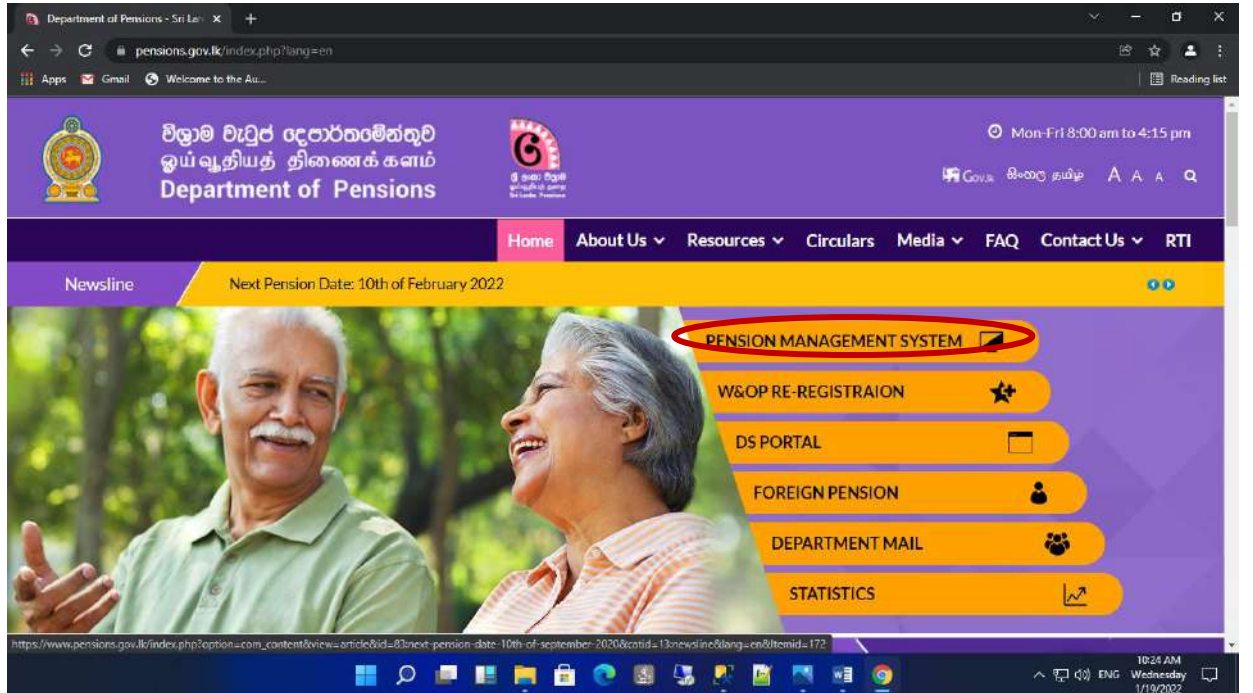 Department of Pensions - Sri Lan
pensions.gov.lk/index.php?lang=en
Apps Gmail Welcome to the Au...
Reading list
විශ්‍රාම වැටුප් දෙපාර්තමේන්තුව
ஓய்வூதியத் திணைக்களம்
Department of Pensions
Mon-Fri 8:00 am to 4:15 pm
Gov.lk සිංහල தமிழ் A A A
Home About Us Resources Circulars Media FAQ Contact Us RTI
Newsline Next Pension Date: 10th of February 2022
PENSION MANAGEMENT SYSTEM
W&OP RE-REGISTRAION
DS PORTAL
FOREIGN PENSION
DEPARTMENT MAIL
STATISTICS
https://www.pensions.gov.lk/index.php?option=com_content&view=article&id=83:next-pension-date-10th-of-september-2020&catid=13:newsline&lang=en&Itemid=172
10:24 AM
ENG Wednesday
1/19/2022